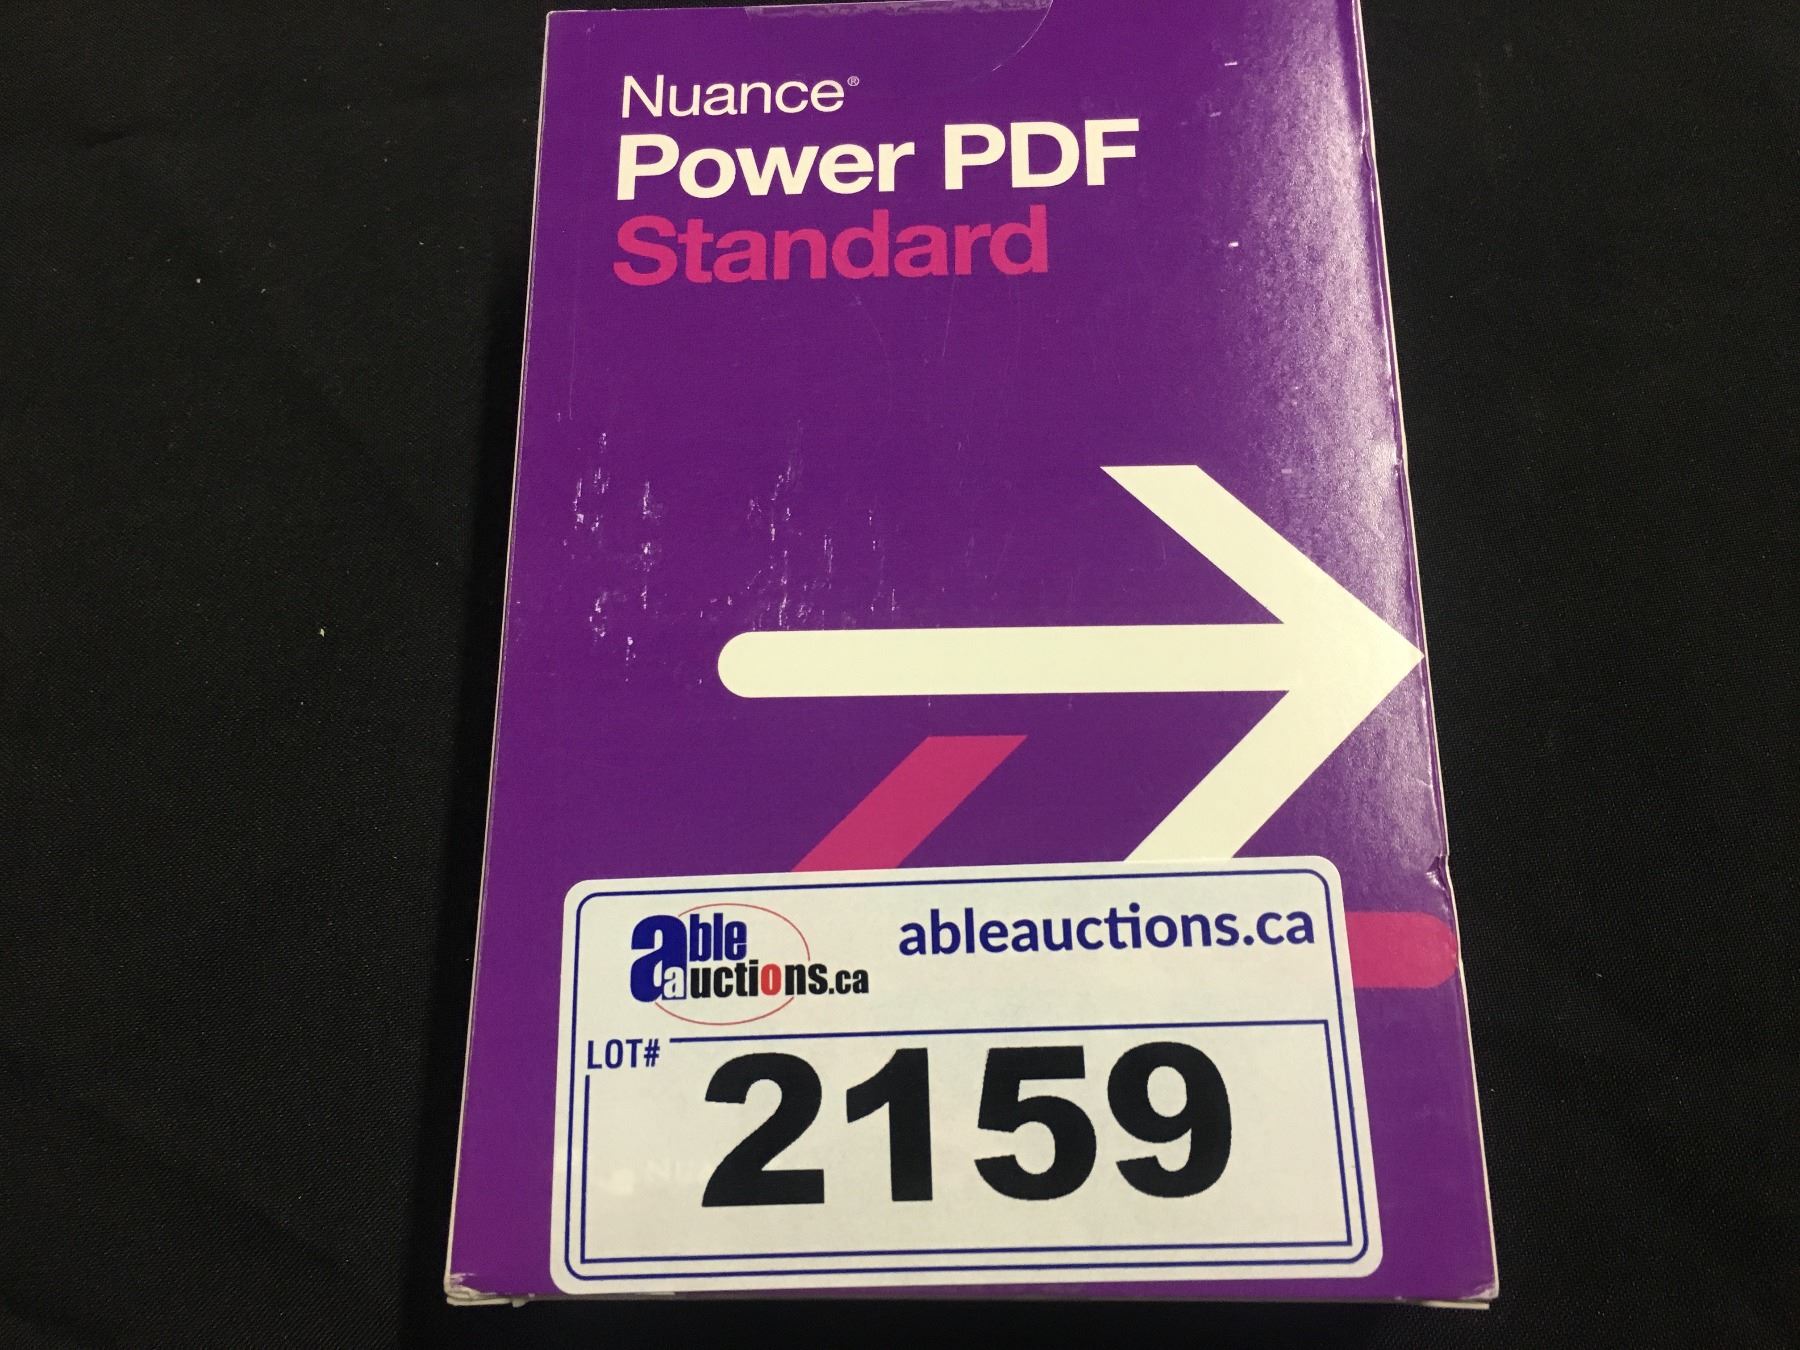 Nuance®
Power PDF
Standard
able
auctions.ca
ableauctions.ca
LOT#
2159